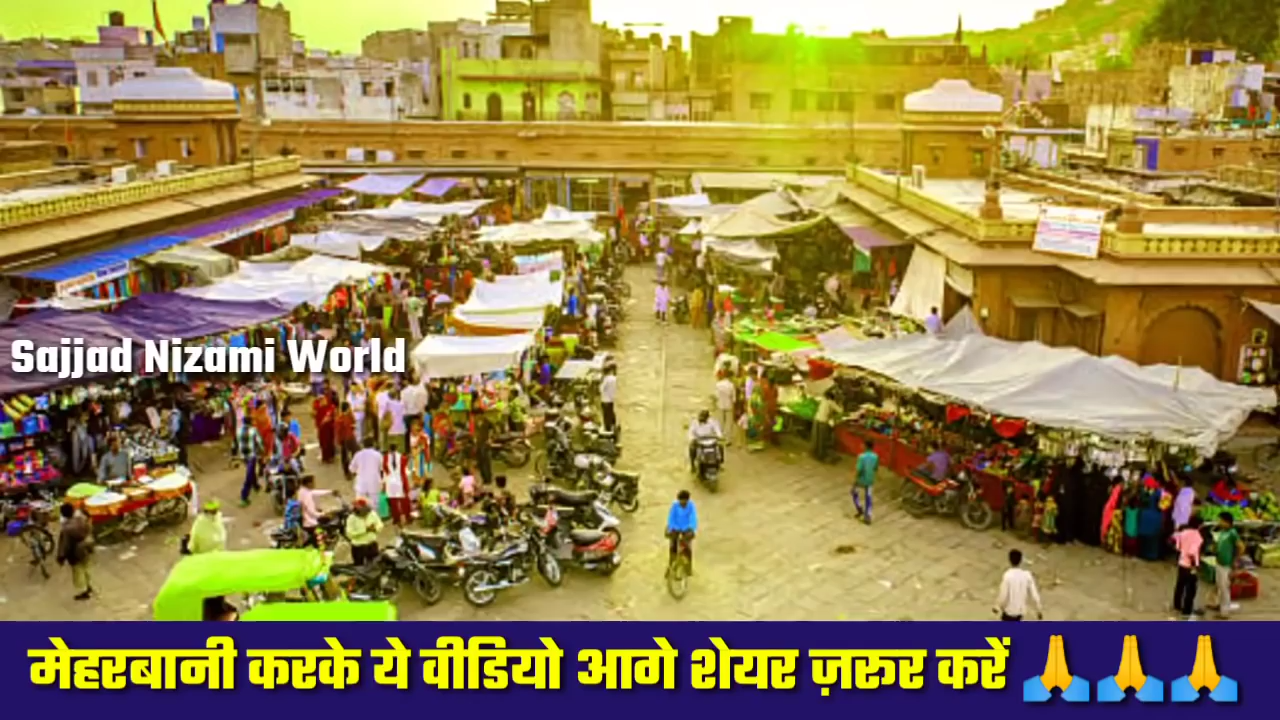 Sajjad Nizami World
मेहरबानी करके ये वीडियो आगे शेयर ज़रूर करें 🙏🙏🙏